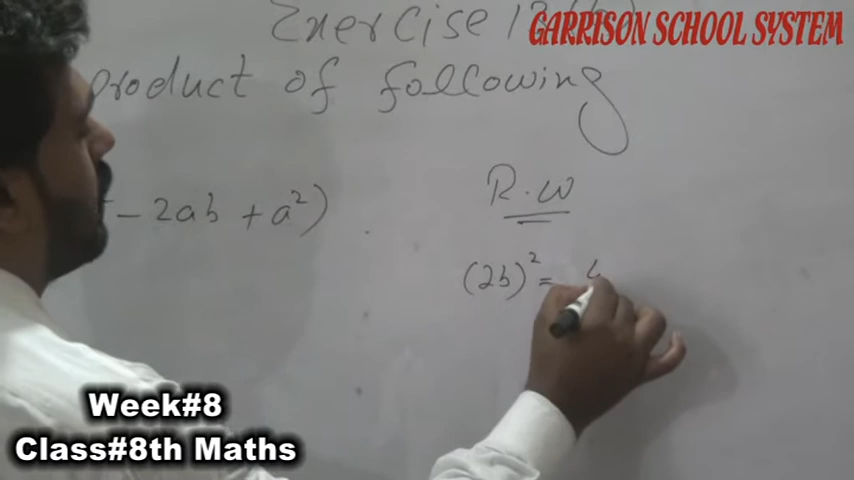 GARRISON SCHOOL SYSTEM
Exercise
Product of following
- 2ab + a²)
R.W
(2b)² =
Week#8
Class#8th Maths